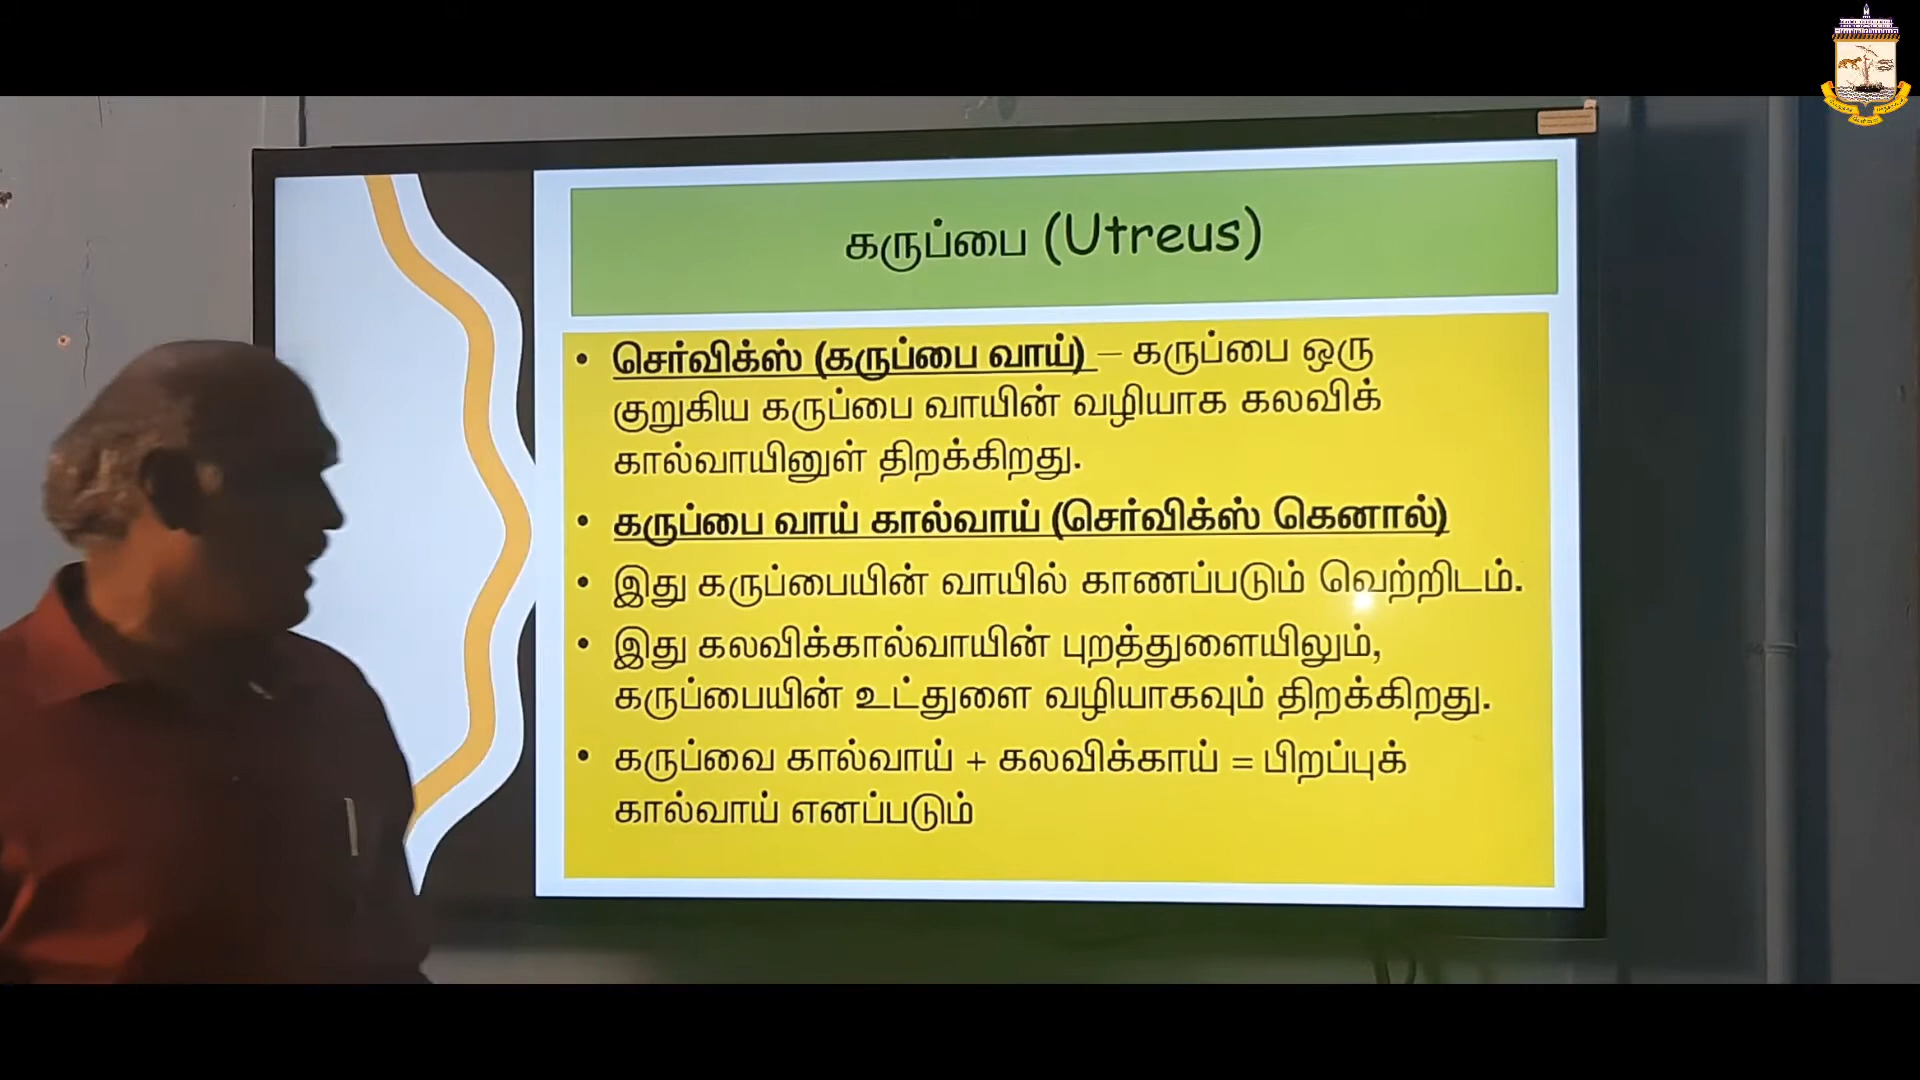 கருப்பை (Utreus)
• செர்விக்ஸ் (கருப்பை வாய்) – கருப்பை ஒரு
குறுகிய கருப்பை வாயின் வழியாக கலவிக்
கால்வாயினுள் திறக்கிறது.
• கருப்பை வாய் கால்வாய் (செர்விக்ஸ் கெனால்)
• இது கருப்பையின் வாயில் காணப்படும் வெற்றிடம்.
• இது கலவிக்கால்வாயின் புறத்துளையிலும்,
கருப்பையின் உட்துளை வழியாகவும் திறக்கிறது.
• கருப்வை கால்வாய் + கலவிக்காய் = பிறப்புக்
கால்வாய் எனப்படும்